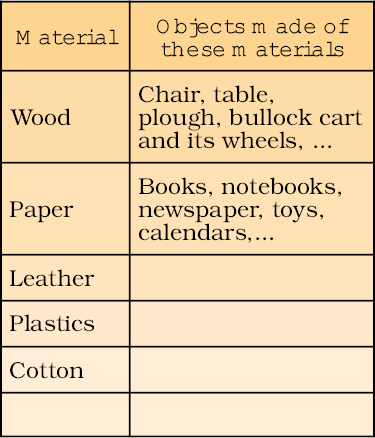 Material
Objects made of
these materials
Wood
Chair, table,
plough, bullock cart
and its wheels, ...
Paper
Books, notebooks,
newspaper, toys,
calendars,...
Leather
Plastics
Cotton